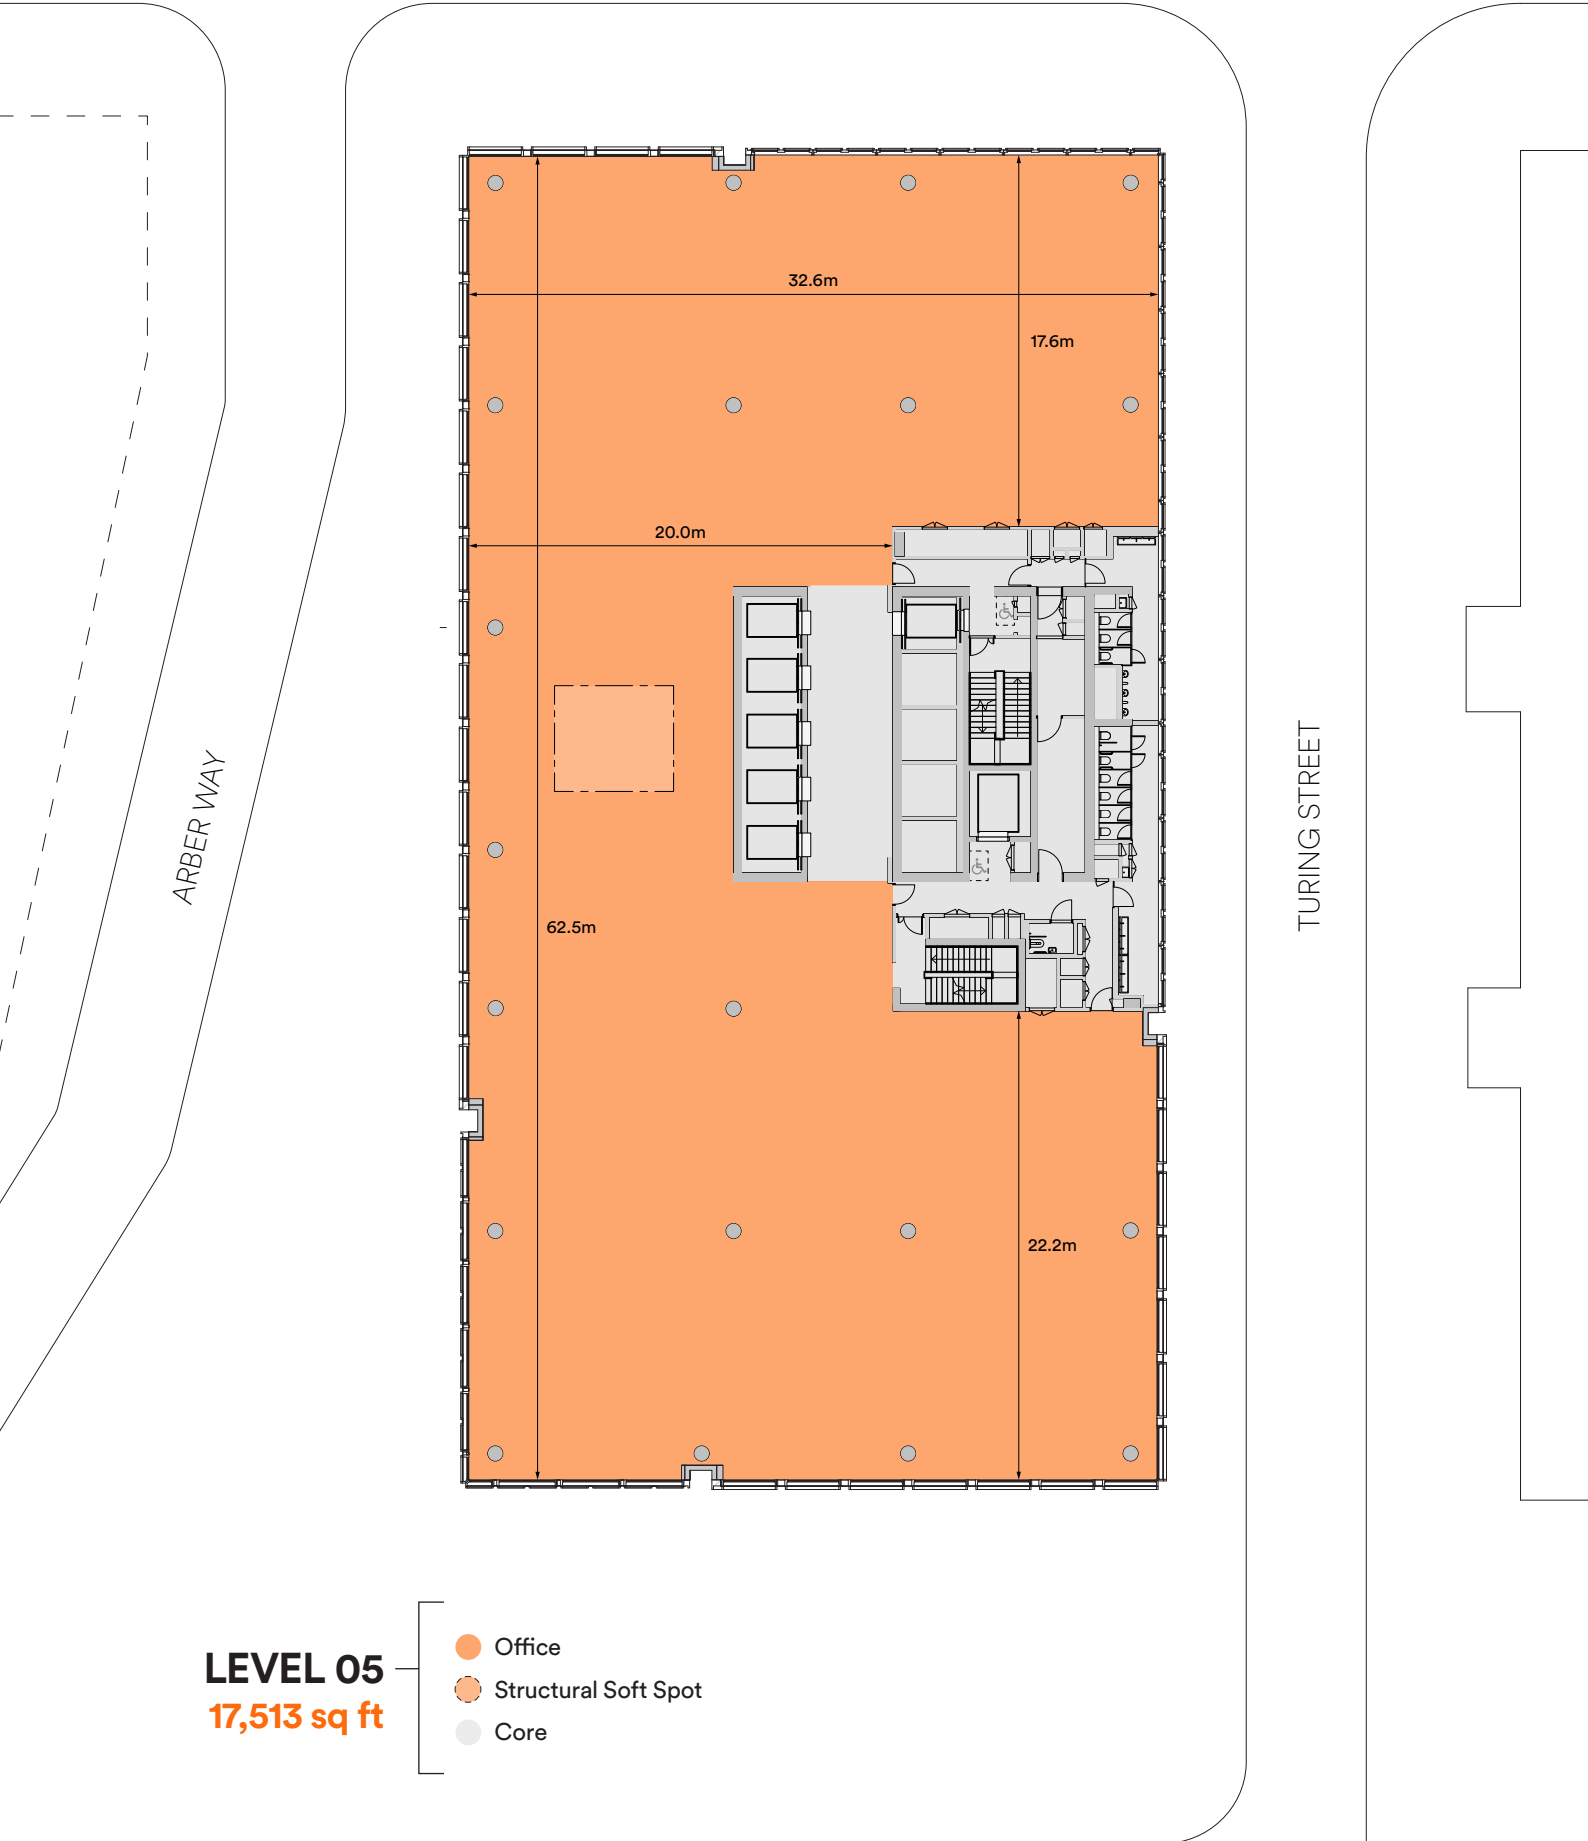 32.6m
17.6m
20.0m
ARBER WAY
TURING STREET
62.5m
22.2m
LEVEL 05
17,513 sq ft
Office
Structural Soft Spot
Core